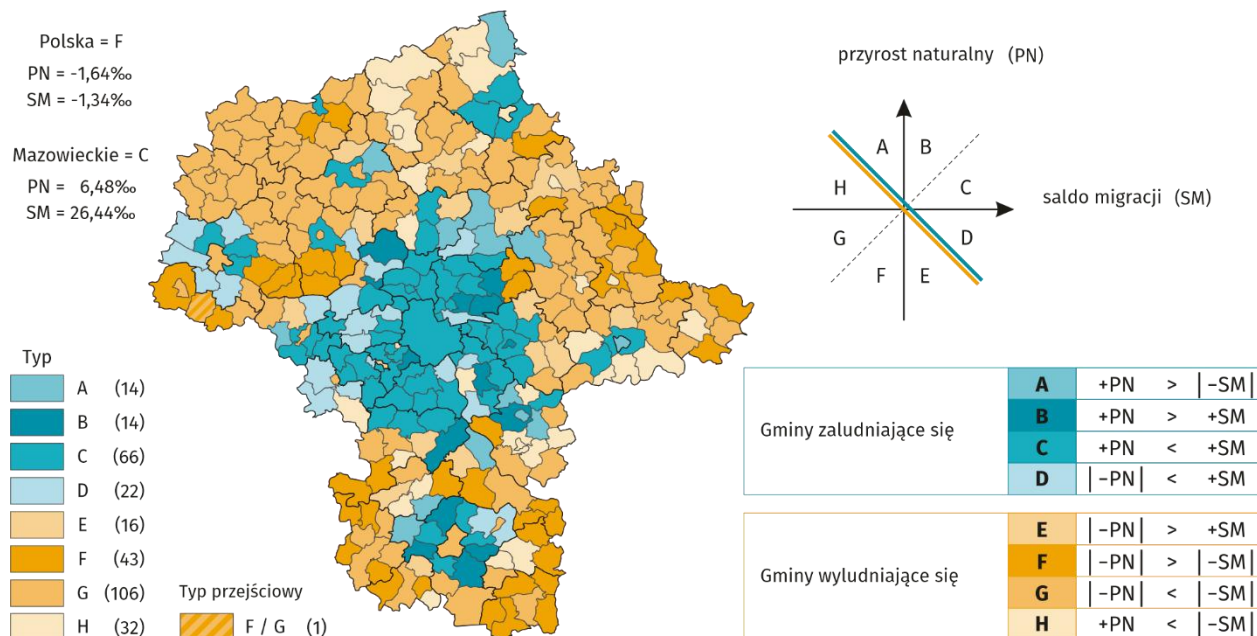 Polska = F
PN = -1,64‰
SM = -1,34‰
Mazowieckie = C
PN = 6,48‰
SM = 26,44‰
przyrost naturalny (PN)
A B
H C
saldo migracji (SM)
G D
F E
Typ
A (14)
B (14)
C (66)
D (22)
E (16)
F (43)
G (106)
H (32)
Typ przejściowy
F / G (1)
Gminy zaludniające się
A +PN > |−SM|
B +PN > +SM
C +PN < +SM
D |−PN| < +SM
Gminy wyludniające się
E |−PN| > +SM
F |−PN| > |−SM|
G |−PN| < |−SM|
H +PN < |−SM|